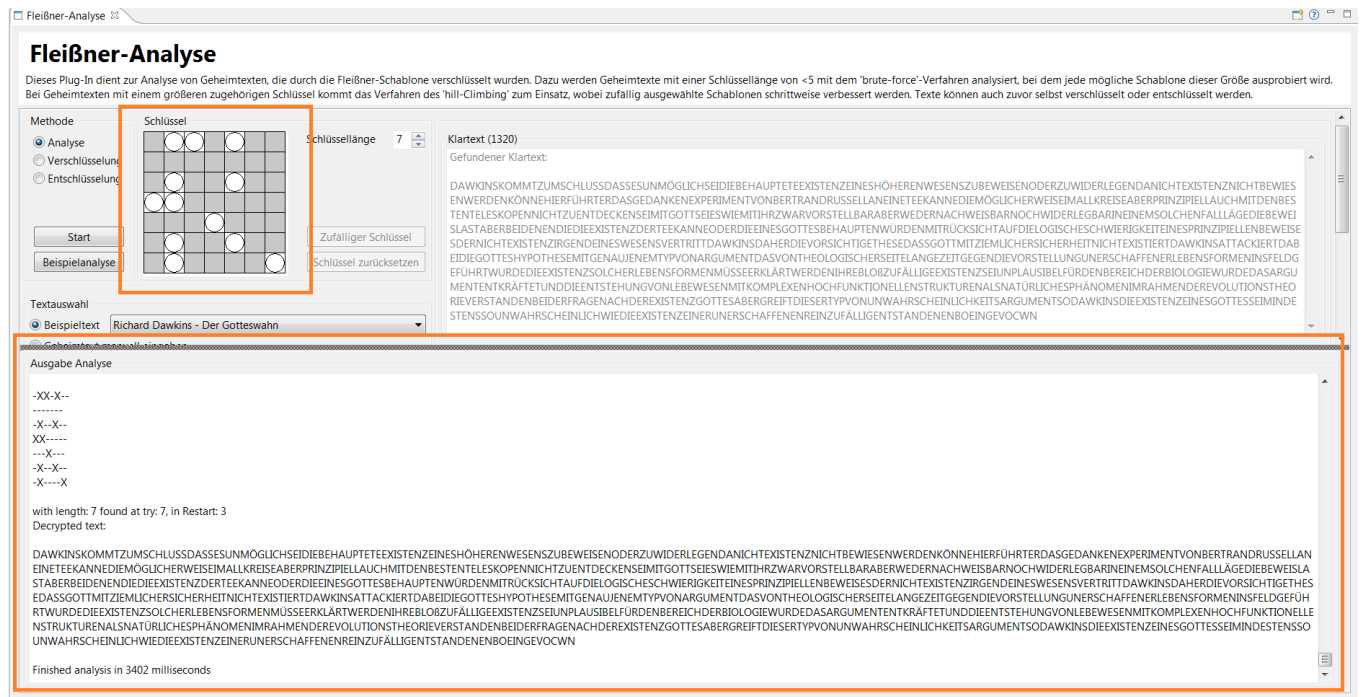 Fleißner-Analyse
Fleißner-Analyse
Dieses Plug-In dient zur Analyse von Geheimtexten, die durch die Fleißner-Schablone verschlüsselt wurden. Dazu werden Geheimtexte mit einer Schlüssellänge von <5 mit dem 'brute-force'-Verfahren analysiert, bei dem jede mögliche Schablone dieser Größe ausprobiert wird.
Bei Geheimtexten mit einem größeren zugehörigen Schlüssel kommt das Verfahren des 'hill-Climbing' zum Einsatz, wobei zufällig ausgewählte Schablonen schrittweise verbessert werden. Texte können auch zuvor selbst verschlüsselt oder entschlüsselt werden.
Methode
Analyse
Verschlüsselung
Entschlüsselung
Start
Beispielanalyse
Schlüssel
Schlüssellänge 7
Zufälliger Schlüssel
Schlüssel zurücksetzen
Textauswahl
Beispieltext Richard Dawkins - Der Gotteswahn
Geheimtext manuell eingeben
Klartext (1320)
Gefundener Klartext:
DAWKINSKOMMTZUMSCHLUSSDASSESUNMÖGLICHSEIDIEBEHAUPTETEEXISTENZEINESHÖHERENWESENSZUBEWEISENODERZUWIDERLEGENDANICHTEXISTENZNICHTBEWIES
ENWERDENKÖNNEHIERFÜHRTERDASGEDANKENEXPERIMENTVONBERTRANDRUSSELLANEINETEEKANNEDIEMÖGLICHERWEISEIMALLKREISEABERPRINZIPIELLAUCHMITDENBES
TENTELESKOPENNICHTZUENTDECKENSEIMITGOTTSEIESWIEMITIHRZWARVORSTELLBARABERWEDERNACHWEISBARNOCHWIDERLEGBARINEINEMSOLCHENFALLLÄGEDIEBEWEI
SLASTABERBEIDENENDIEDIEEXISTENZDERTEEKANNEODERDIEEINESGOTTESBEHAUPTENWÜRDENMITRÜCKSICHTAUFDIELOGISCHESCHWIERIGKEITEINESPRINZIPIELLENBEWEISE
SDERNICHTEXISTENZIRGENDEINESWESENSVERTRITTDAWKINSDAHERDIEVORSICHTIGETHESEDASSGOTTMITZIEMLICHERSICHERHEITNICHTEXISTIERTDAWKINSATTACKIERTDAB
EIDIEGOTTESHYPOTHESEMITGENAUJENEMTYPVONARGUMENTDASVONTHEOLOGISCHERSEITELANGEZEITGEGENDIEVORSTELLUNGUNERSCHAFFENERLEBENSFORMENINSFELDG
EFÜHRTWURDEDIEEXISTENZSOLCHERLEBENSFORMENMÜSSEERKLÄRTWERDENIHREBLOßZUFÄLLIGEEXISTENZSEIUNPLAUSIBELFÜRDENBEREICHDERBIOLOGIEWURDEDASARGU
MENTENTKRÄFTETUNDDIEENTSTEHUNGVONLEBEWESENMITKOMPLEXENHOCHFUNKTIONELLENSTRUKTURENALSNATÜRLICHESPHÄNOMENIMRAHMENDEREVOLUTIONSTHEO
RIEVERSTANDENBEIDERFRAGENACHDEREXISTENZGOTTESABERGREIFTDIESERTYPVONUNWAHRSCHEINLICHKEITSARGUMENTSODAWKINSDIEEXISTENZEINESGOTTESSEIMINDE
STENSSOUNWAHRSCHEINLICHWIEDIEEXISTENZEINERUNERSCHAFFENENREINZUFÄLLIGENTSTANDENENBOEINGEVOCWN
Ausgabe Analyse
-XX-X--
-------
-X--X--
XX-----
---X---
-X--X--
-X----X
with length: 7 found at try: 7, in Restart: 3
Decrypted text:
DAWKINSKOMMTZUMSCHLUSSDASSESUNMÖGLICHSEIDIEBEHAUPTETEEXISTENZEINESHÖHERENWESENSZUBEWEISENODERZUWIDERLEGENDANICHTEXISTENZNICHTBEWIESENWERDENKÖNNEHIERFÜHRTERDASGEDANKENEXPERIMENTVONBERTRANDRUSSELLAN
EINETEEKANNEDIEMÖGLICHERWEISEIMALLKREISEABERPRINZIPIELLAUCHMITDENBESTENTELESKOPENNICHTZUENTDECKENSEIMITGOTTSEIESWIEMITIHRZWARVORSTELLBARABERWEDERNACHWEISBARNOCHWIDERLEGBARINEINEMSOLCHENFALLLÄGEDIEBEWEISLA
STABERBEIDENENDIEDIEEXISTENZDERTEEKANNEODERDIEEINESGOTTESBEHAUPTENWÜRDENMITRÜCKSICHTAUFDIELOGISCHESCHWIERIGKEITEINESPRINZIPIELLENBEWEISESDERNICHTEXISTENZIRGENDEINESWESENSVERTRITTDAWKINSDAHERDIEVORSICHTIGETHES
EDASSGOTTMITZIEMLICHERSICHERHEITNICHTEXISTIERTDAWKINSATTACKIERTDABEIDIEGOTTESHYPOTHESEMITGENAUJENEMTYPVONARGUMENTDASVONTHEOLOGISCHERSEITELANGEZEITGEGENDIEVORSTELLUNGUNERSCHAFFENERLEBENSFORMENINSFELDGEFÜH
RTWURDEDIEEXISTENZSOLCHERLEBENSFORMENMÜSSEERKLÄRTWERDENIHREBLOßZUFÄLLIGEEXISTENZSEIUNPLAUSIBELFÜRDENBEREICHDERBIOLOGIEWURDEDASARGUMENTENTKRÄFTETUNDDIEENTSTEHUNGVONLEBEWESENMITKOMPLEXENHOCHFUNKTIONELLE
NSTRUKTURENALSNATÜRLICHESPHÄNOMENIMRAHMENDEREVOLUTIONSTHEORIEVERSTANDENBEIDERFRAGENACHDEREXISTENZGOTTESABERGREIFTDIESERTYPVONUNWAHRSCHEINLICHKEITSARGUMENTSODAWKINSDIEEXISTENZEINESGOTTESSEIMINDESTENSSO
UNWAHRSCHEINLICHWIEDIEEXISTENZEINERUNERSCHAFFENENREINZUFÄLLIGENTSTANDENENBOEINGEVOCWN
Finished analysis in 3402 milliseconds